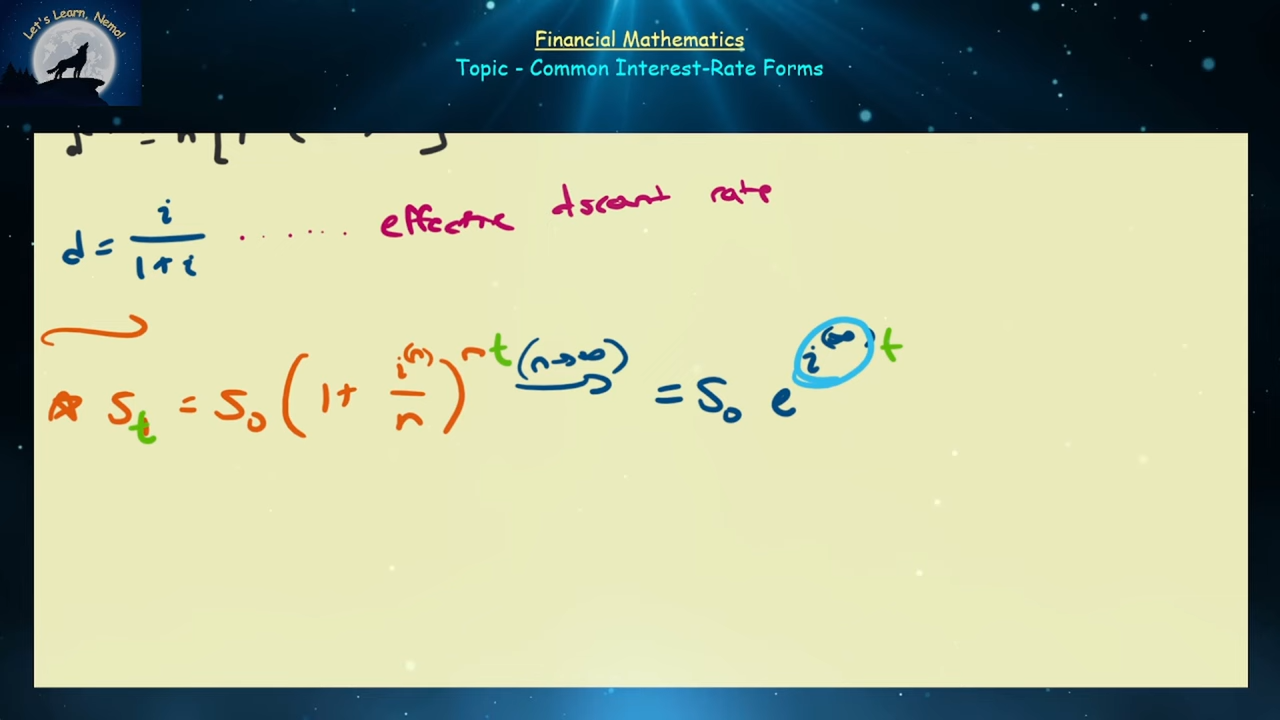 Let's Learn, Nemo!
Financial Mathematics
Topic - Common Interest-Rate Forms
d = i / (1 + i) ...... effective discount rate
☆ S_t = S_0 (1 + i^(n) / n)^(nt) (n→∞) → = S_0 e^(i^(∞) t)